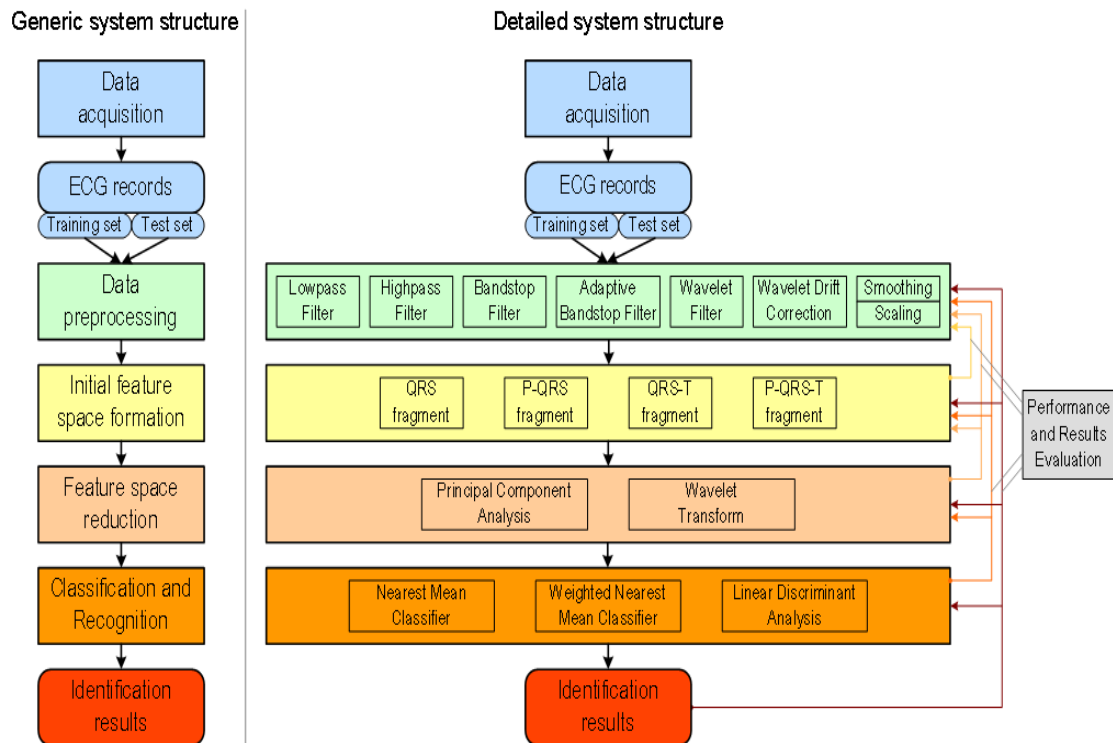 Generic system structure
Data
acquisition
ECG records
Training set
Test set
Data
preprocessing
Initial feature
space formation
Feature space
reduction
Classification and
Recognition
Identification
results
Detailed system structure
Data
acquisition
ECG records
Training set
Test set
Lowpass
Filter
Highpass
Filter
Bandstop
Filter
Adaptive
Bandstop Filter
Wavelet
Filter
Wavelet Drift
Correction
Smoothing
Scaling
QRS
fragment
P-QRS
fragment
QRS-T
fragment
P-QRS-T
fragment
Principal Component
Analysis
Wavelet
Transform
Nearest Mean
Classifier
Weighted Nearest
Mean Classifier
Linear Discriminant
Analysis
Identification
results
Performance
and Results
Evaluation